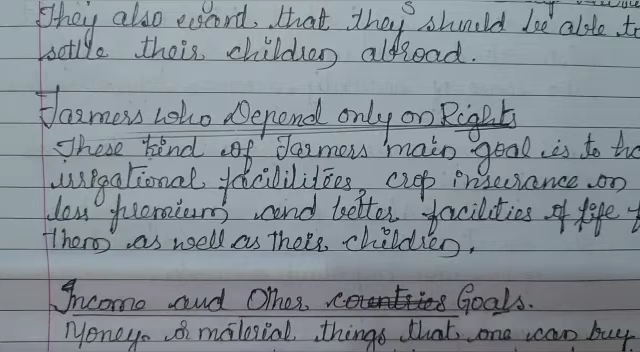 They also want, that they should be able to
settle their children abroad.
Farmers who Depend only on Rights
These kind of Farmers main goal is to ha
irrigational facilities, crop insurance on
less premium and better facilities of life f
them as well as their children.
Income and Other countries Goals.
Money or material things that one can buy